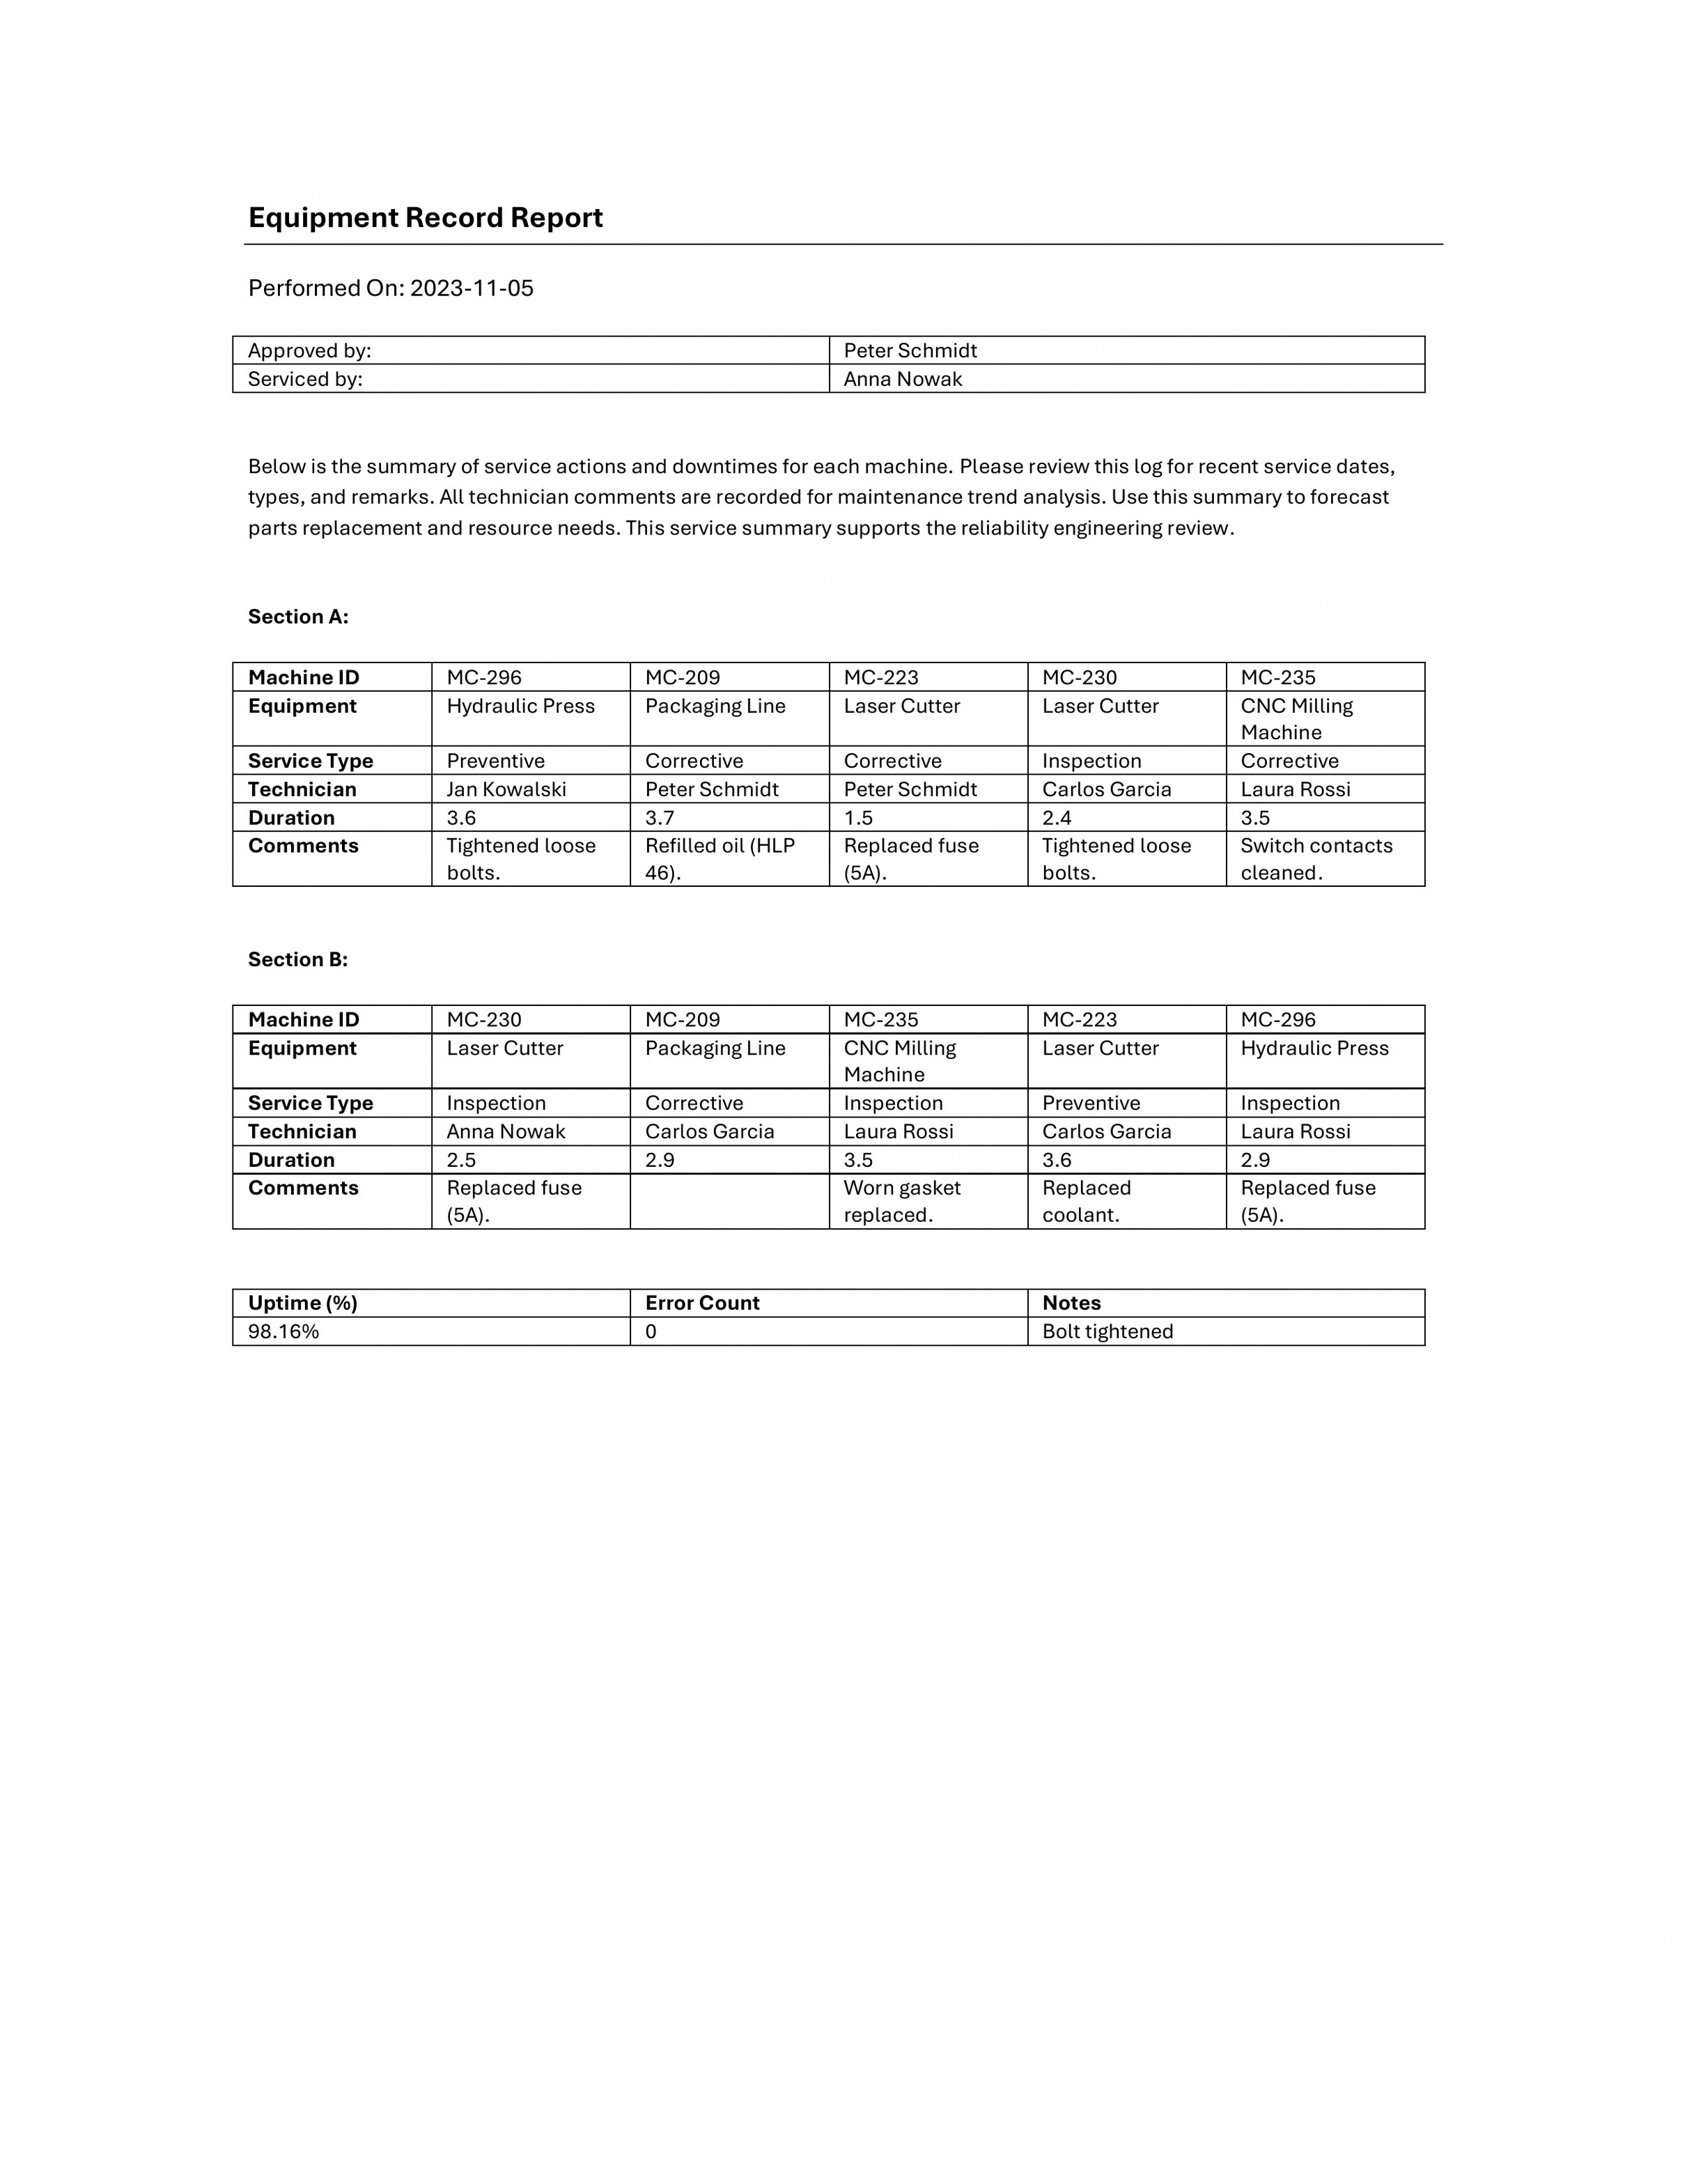 Equipment Record Report
Performed On: 2023-11-05
Approved by: Peter Schmidt
Serviced by: Anna Nowak
Below is the summary of service actions and downtimes for each machine. Please review this log for recent service dates,
types, and remarks. All technician comments are recorded for maintenance trend analysis. Use this summary to forecast
parts replacement and resource needs. This service summary supports the reliability engineering review.
Section A:
Machine ID MC-296 MC-209 MC-223 MC-230 MC-235
Equipment Hydraulic Press Packaging Line Laser Cutter Laser Cutter CNC Milling
Machine
Service Type Preventive Corrective Corrective Inspection Corrective
Technician Jan Kowalski Peter Schmidt Peter Schmidt Carlos Garcia Laura Rossi
Duration 3.6 3.7 1.5 2.4 3.5
Comments Tightened loose Refilled oil (HLP Replaced fuse Tightened loose Switch contacts
bolts. 46). (5A). bolts. cleaned.
Section B:
Machine ID MC-230 MC-209 MC-235 MC-223 MC-296
Equipment Laser Cutter Packaging Line CNC Milling Laser Cutter Hydraulic Press
Machine
Service Type Inspection Corrective Inspection Preventive Inspection
Technician Anna Nowak Carlos Garcia Laura Rossi Carlos Garcia Laura Rossi
Duration 2.5 2.9 3.5 3.6 2.9
Comments Replaced fuse Worn gasket Replaced Replaced fuse
(5A). replaced. coolant. (5A).
Uptime (%) Error Count Notes
98.16% 0 Bolt tightened